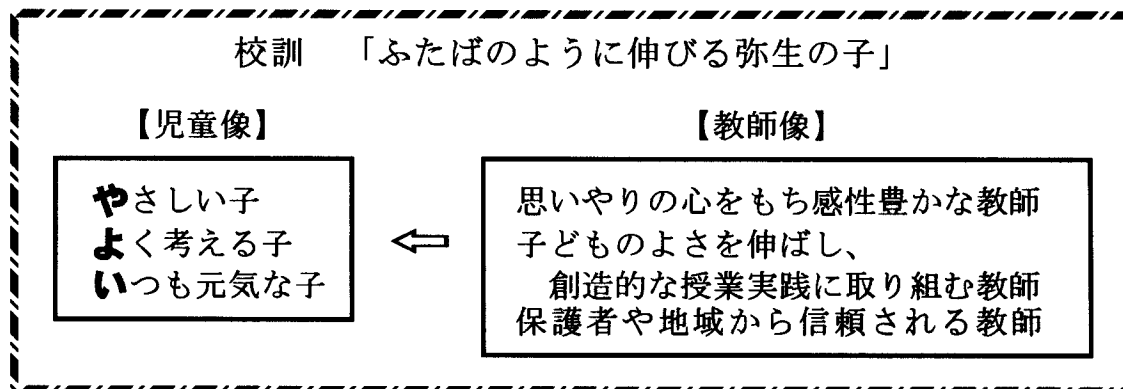 校訓　「ふたばのように伸びる弥生の子」
【児童像】
やさしい子
よく考える子
いつも元気な子
【教師像】
思いやりの心をもち感性豊かな教師
子どものよさを伸ばし、
創造的な授業実践に取り組む教師
保護者や地域から信頼される教師